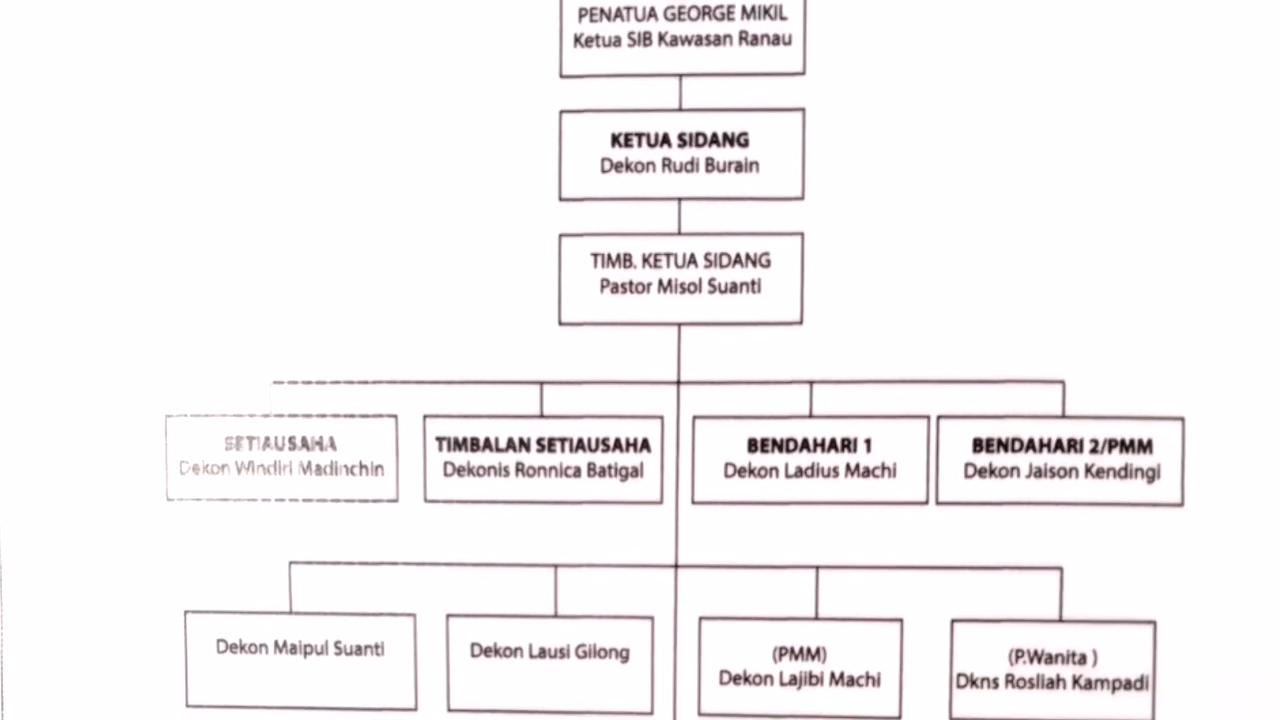 PENATUA GEORGE MIKIL
Ketua SIB Kawasan Ranau
KETUA SIDANG
Dekon Rudi Burain
TIMB. KETUA SIDANG
Pastor Misol Suanti
SETIAUSAHA
Dekon Windiri Madinchin
TIMBALAN SETIAUSAHA
Dekonis Ronnica Batigal
BENDAHARI 1
Dekon Ladius Machi
BENDAHARI 2/PMM
Dekon Jaison Kendingi
Dekon Maipul Suanti
Dekon Lausi Gilong
(PMM)
Dekon Lajibi Machi
(P.Wanita )
Dkns Rosliah Kampadi